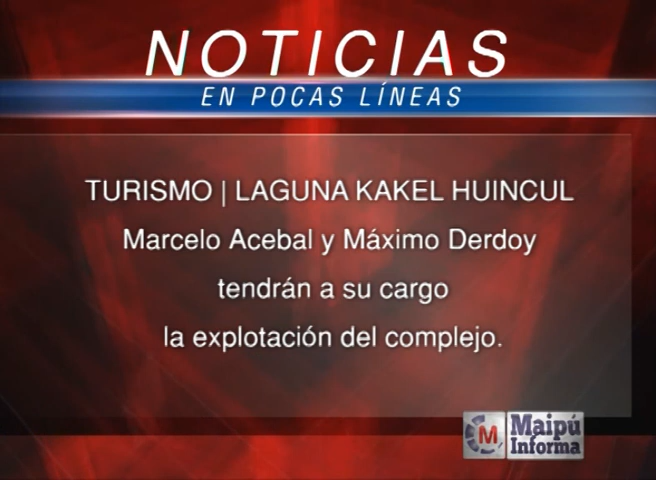 NOTICIAS
EN POCAS LÍNEAS
TURISMO | LAGUNA KAKEL HUINCUL
Marcelo Acebal y Máximo Derdoy
tendrán a su cargo
la explotación del complejo.
M
Maipú
Informa